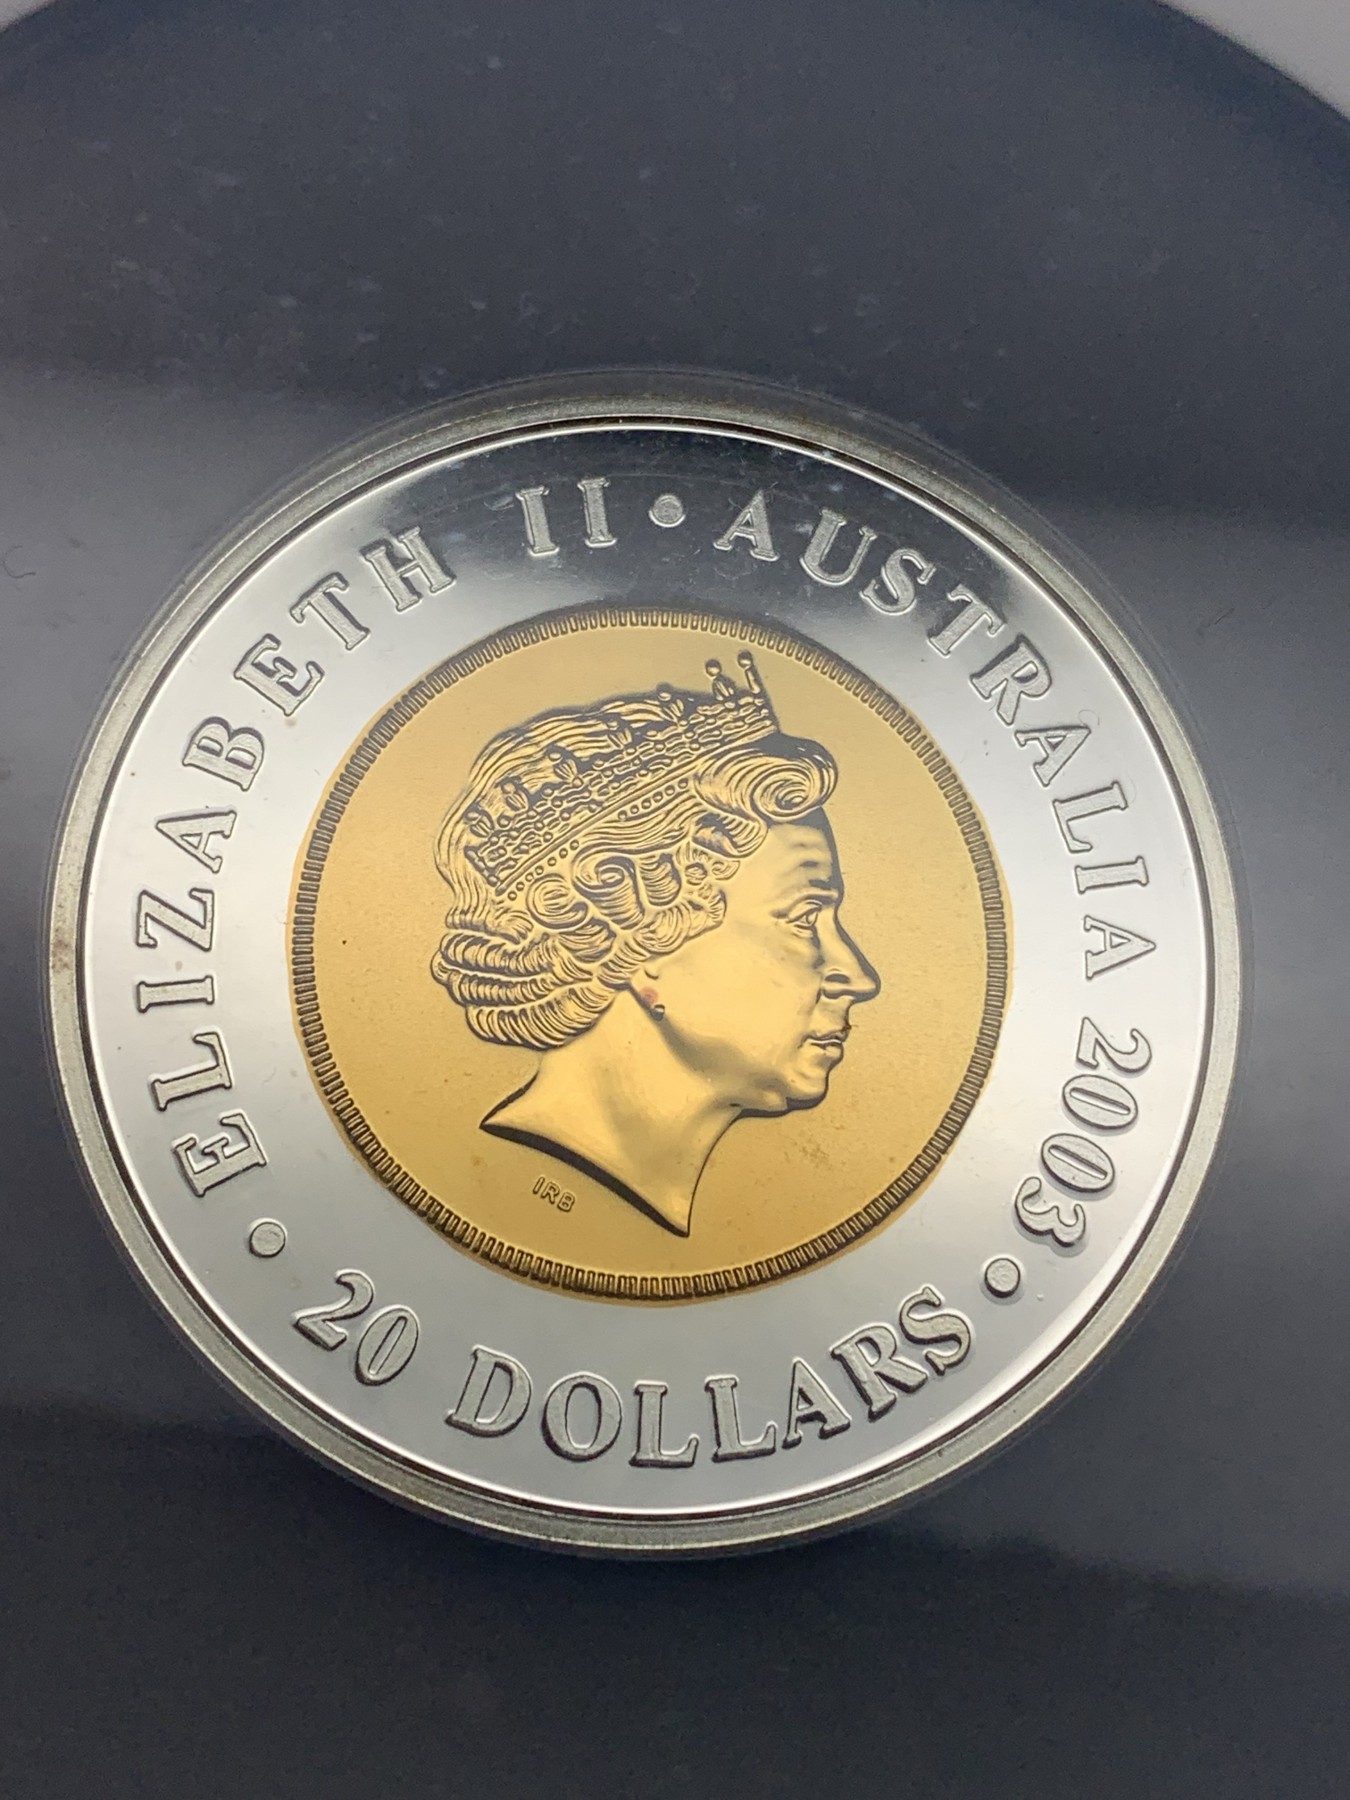 ELIZABETH II • AUSTRALIA 2003 •
20 DOLLARS •
IRB